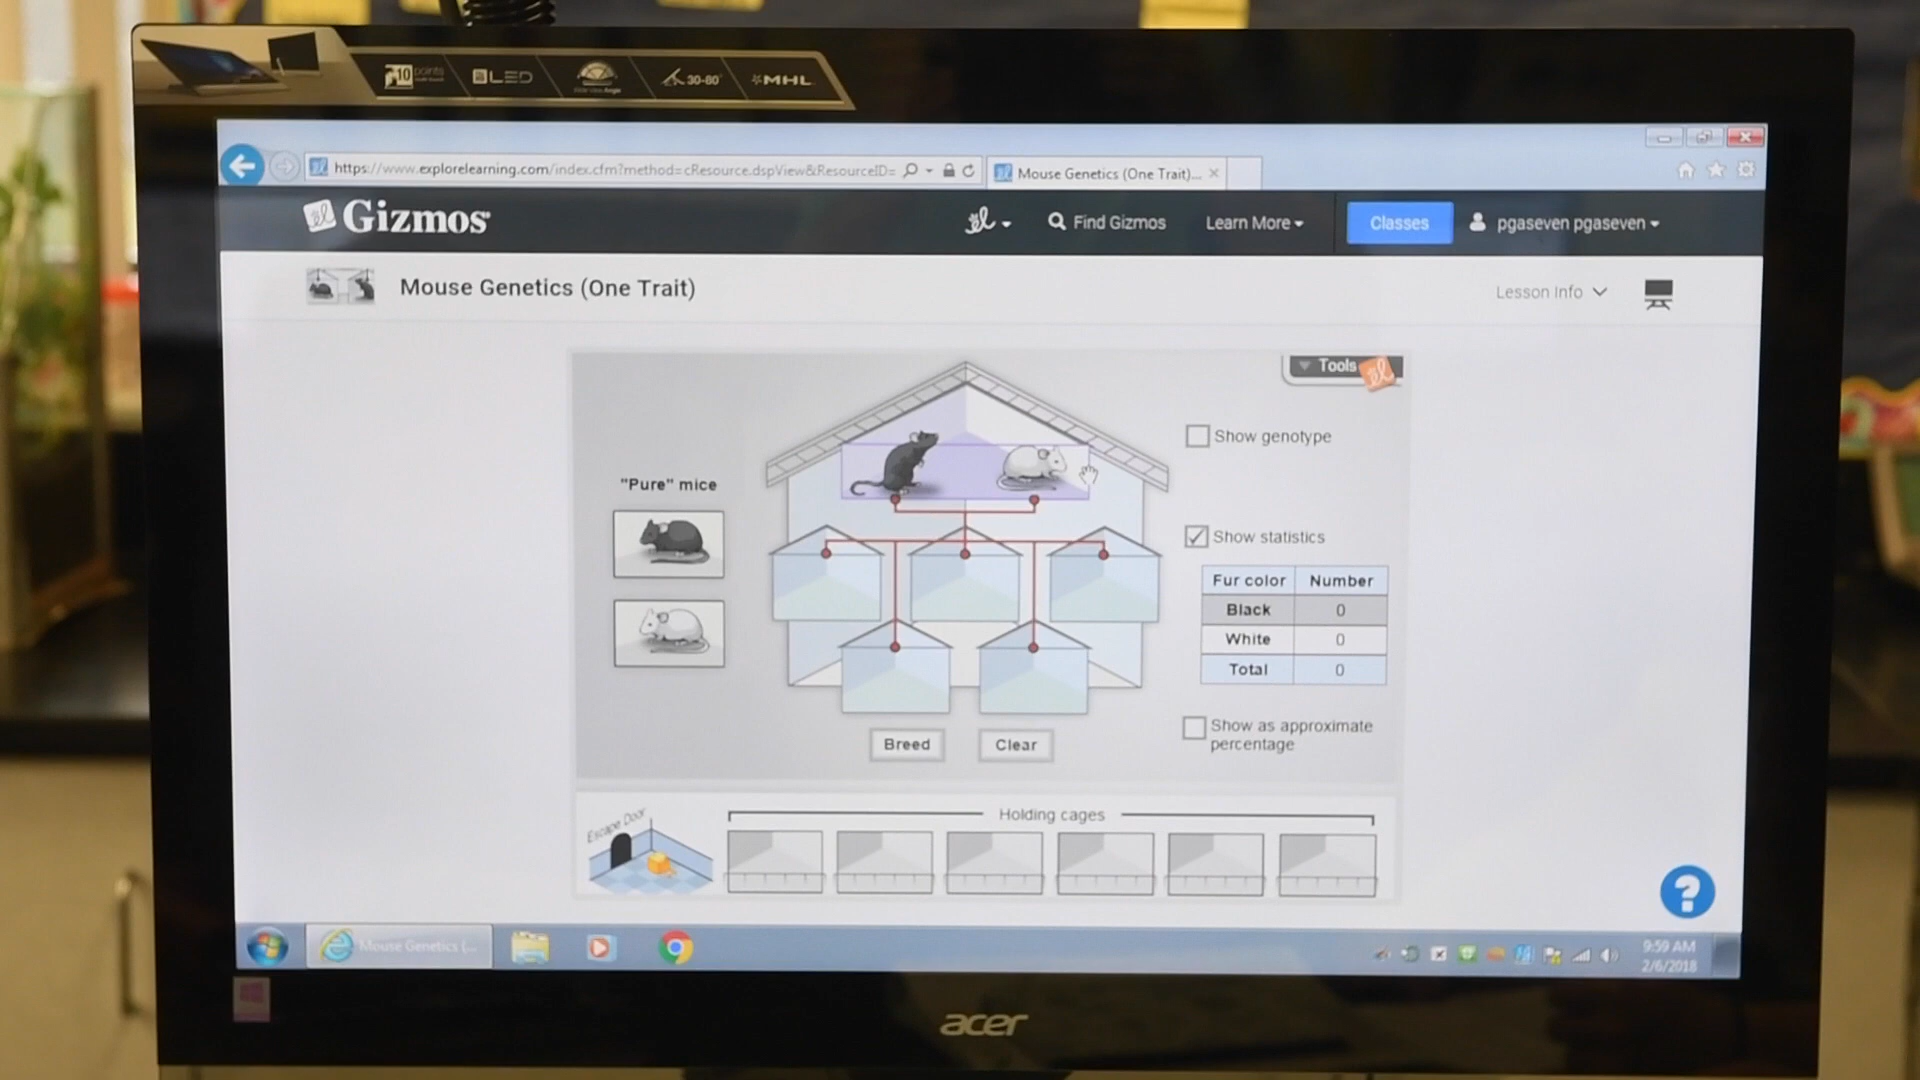 10 points
LED
30-80°
MHL
https://www.explorelearning.com/index.cfm?method=cResource.dspView&ResourceID=
Mouse Genetics (One Trait)...
Gizmos
Find Gizmos
Learn More
Classes
pgaseven pgaseven
Mouse Genetics (One Trait)
Lesson Info
Tools
Show genotype
"Pure" mice
Show statistics
Fur color Number
Black 0
White 0
Total 0
Show as approximate
percentage
Breed
Clear
Escape Door
Holding cages
?
Mouse Genetics (...
9:59 AM
2/6/2018
acer